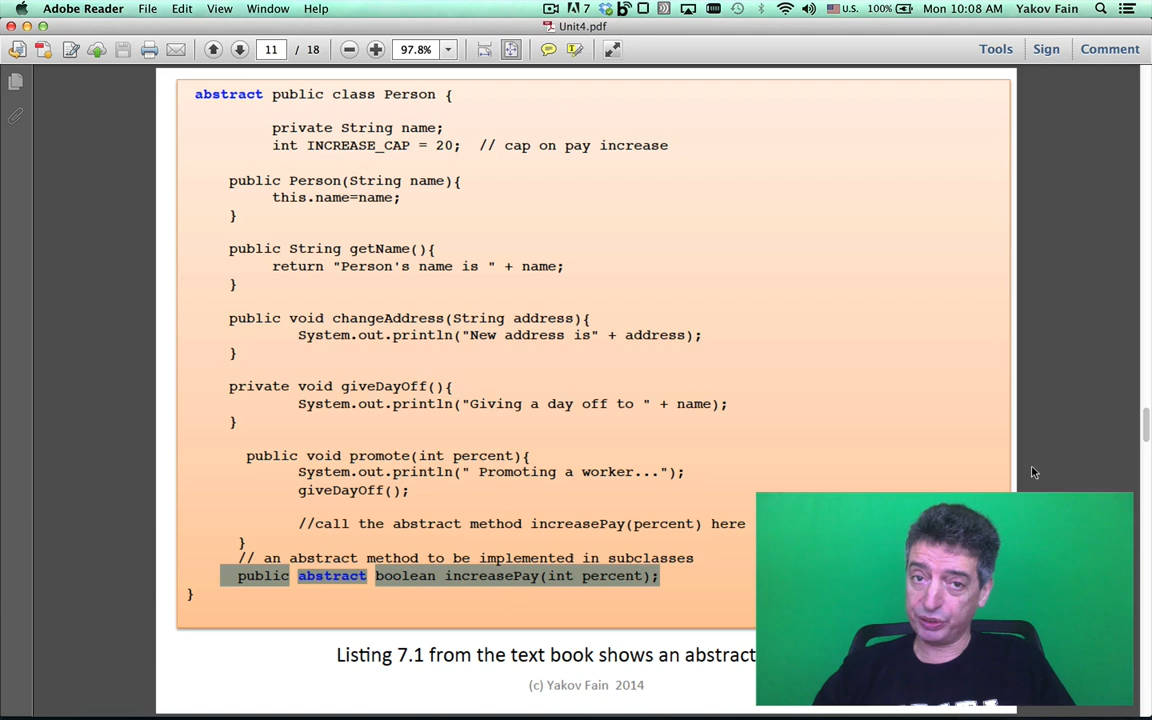 Adobe Reader File Edit View Window Help 7 U.S. 100% Mon 10:08 AM Yakov Fain
Unit4.pdf
11 / 18 97.8% Tools Sign Comment
abstract public class Person {
private String name;
int INCREASE_CAP = 20; // cap on pay increase
public Person(String name){
this.name=name;
}
public String getName(){
return "Person's name is " + name;
}
public void changeAddress(String address){
System.out.println("New address is" + address);
}
private void giveDayOff(){
System.out.println("Giving a day off to " + name);
}
public void promote(int percent){
System.out.println(" Promoting a worker...");
giveDayOff();
//call the abstract method increasePay(percent) here
}
// an abstract method to be implemented in subclasses
public abstract boolean increasePay(int percent);
}
Listing 7.1 from the text book shows an abstract
(c) Yakov Fain 2014